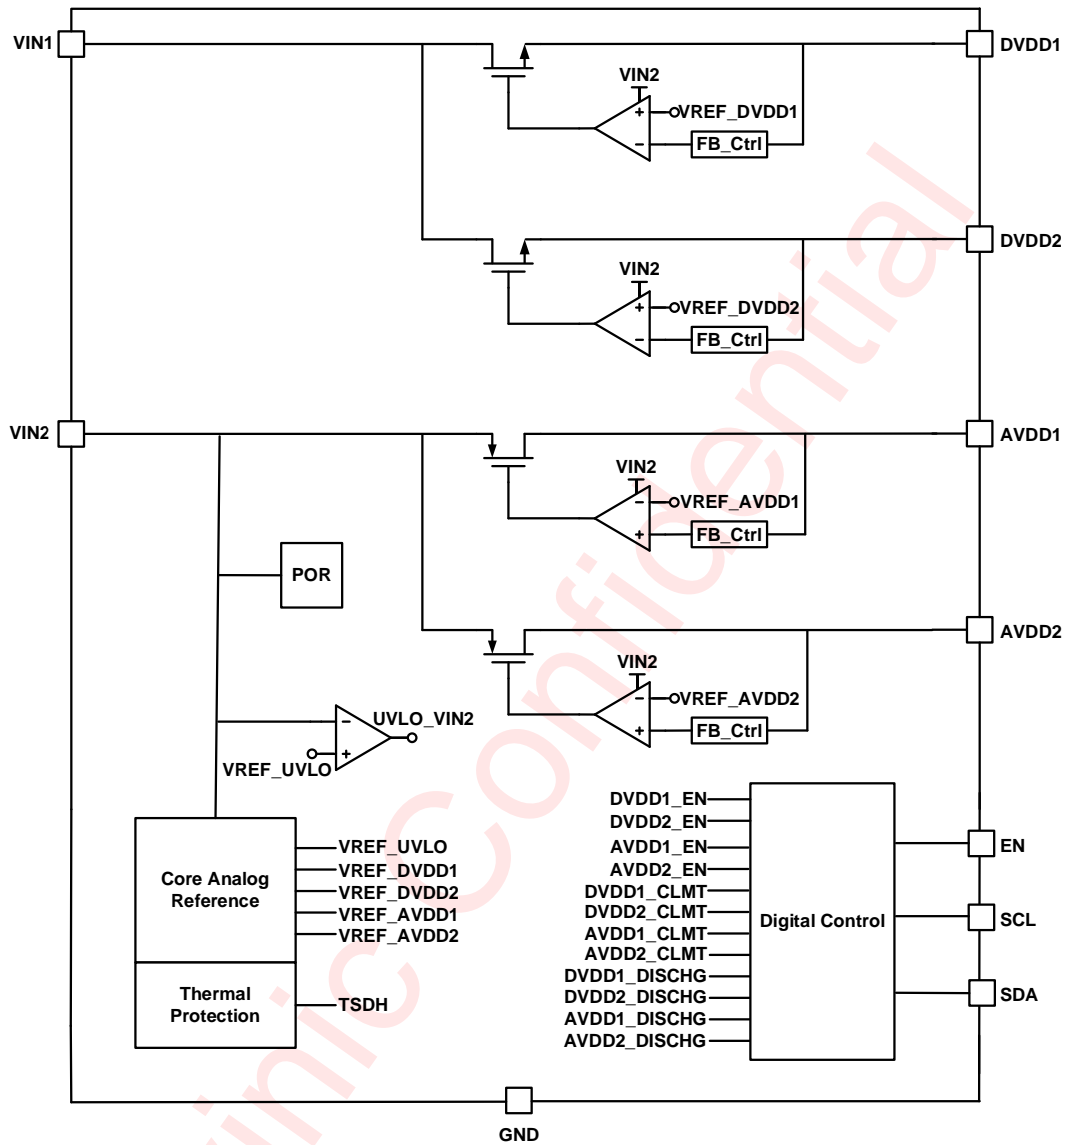 VIN1
DVDD1
VIN2
+
VREF_DVDD1
−
FB_Ctrl
DVDD2
VIN2
+
VREF_DVDD2
−
FB_Ctrl
VIN2
AVDD1
VIN2
−
VREF_AVDD1
+
FB_Ctrl
POR
AVDD2
VIN2
−
VREF_AVDD2
+
FB_Ctrl
UVLO_VIN2
−
+
VREF_UVLO
Core Analog
Reference
VREF_UVLO
VREF_DVDD1
VREF_DVDD2
VREF_AVDD1
VREF_AVDD2
Thermal
Protection
TSDH
DVDD1_EN
DVDD2_EN
AVDD1_EN
AVDD2_EN
DVDD1_CLMT
DVDD2_CLMT
AVDD1_CLMT
AVDD2_CLMT
DVDD1_DISCHG
DVDD2_DISCHG
AVDD1_DISCHG
AVDD2_DISCHG
Digital Control
EN
SCL
SDA
GND
inic Confidential